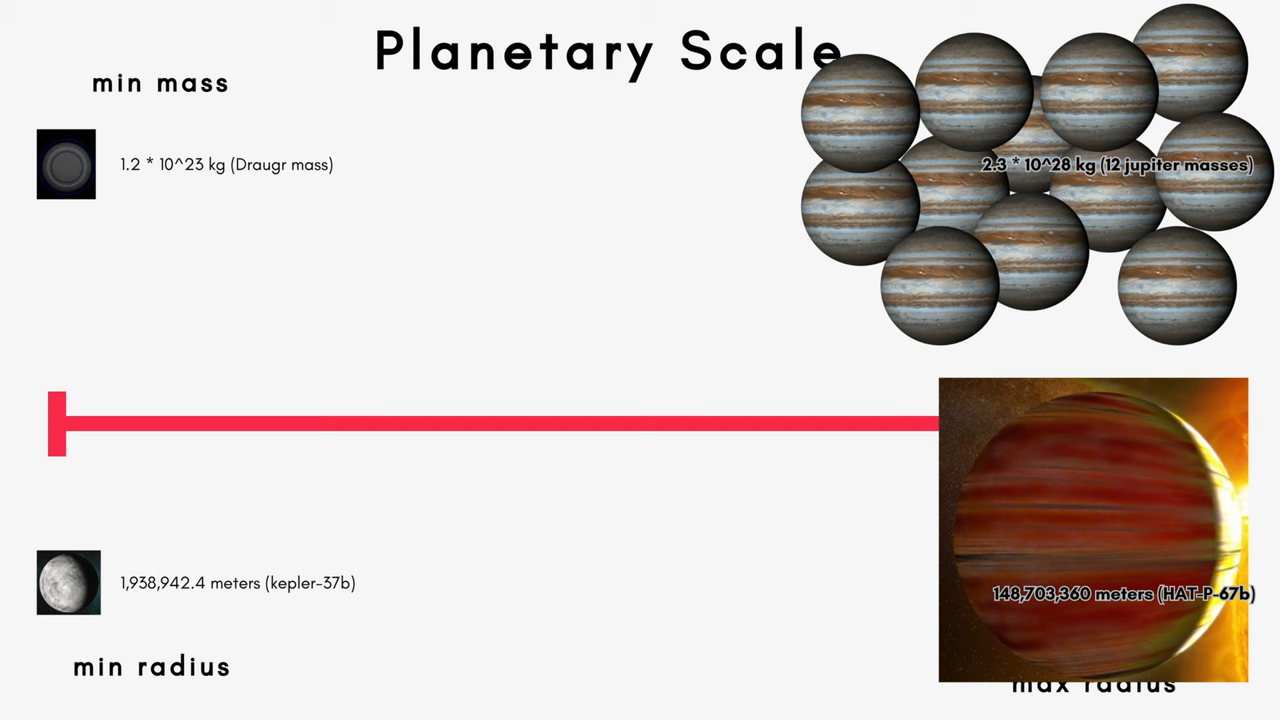 Planetary Scale
min mass
1.2 * 10^23 kg (Draugr mass)
2.3 * 10^28 kg (12 jupiter masses)
1,938,942.4 meters (kepler-37b)
148,703,360 meters (HAT-P-67b)
min radius
max radius